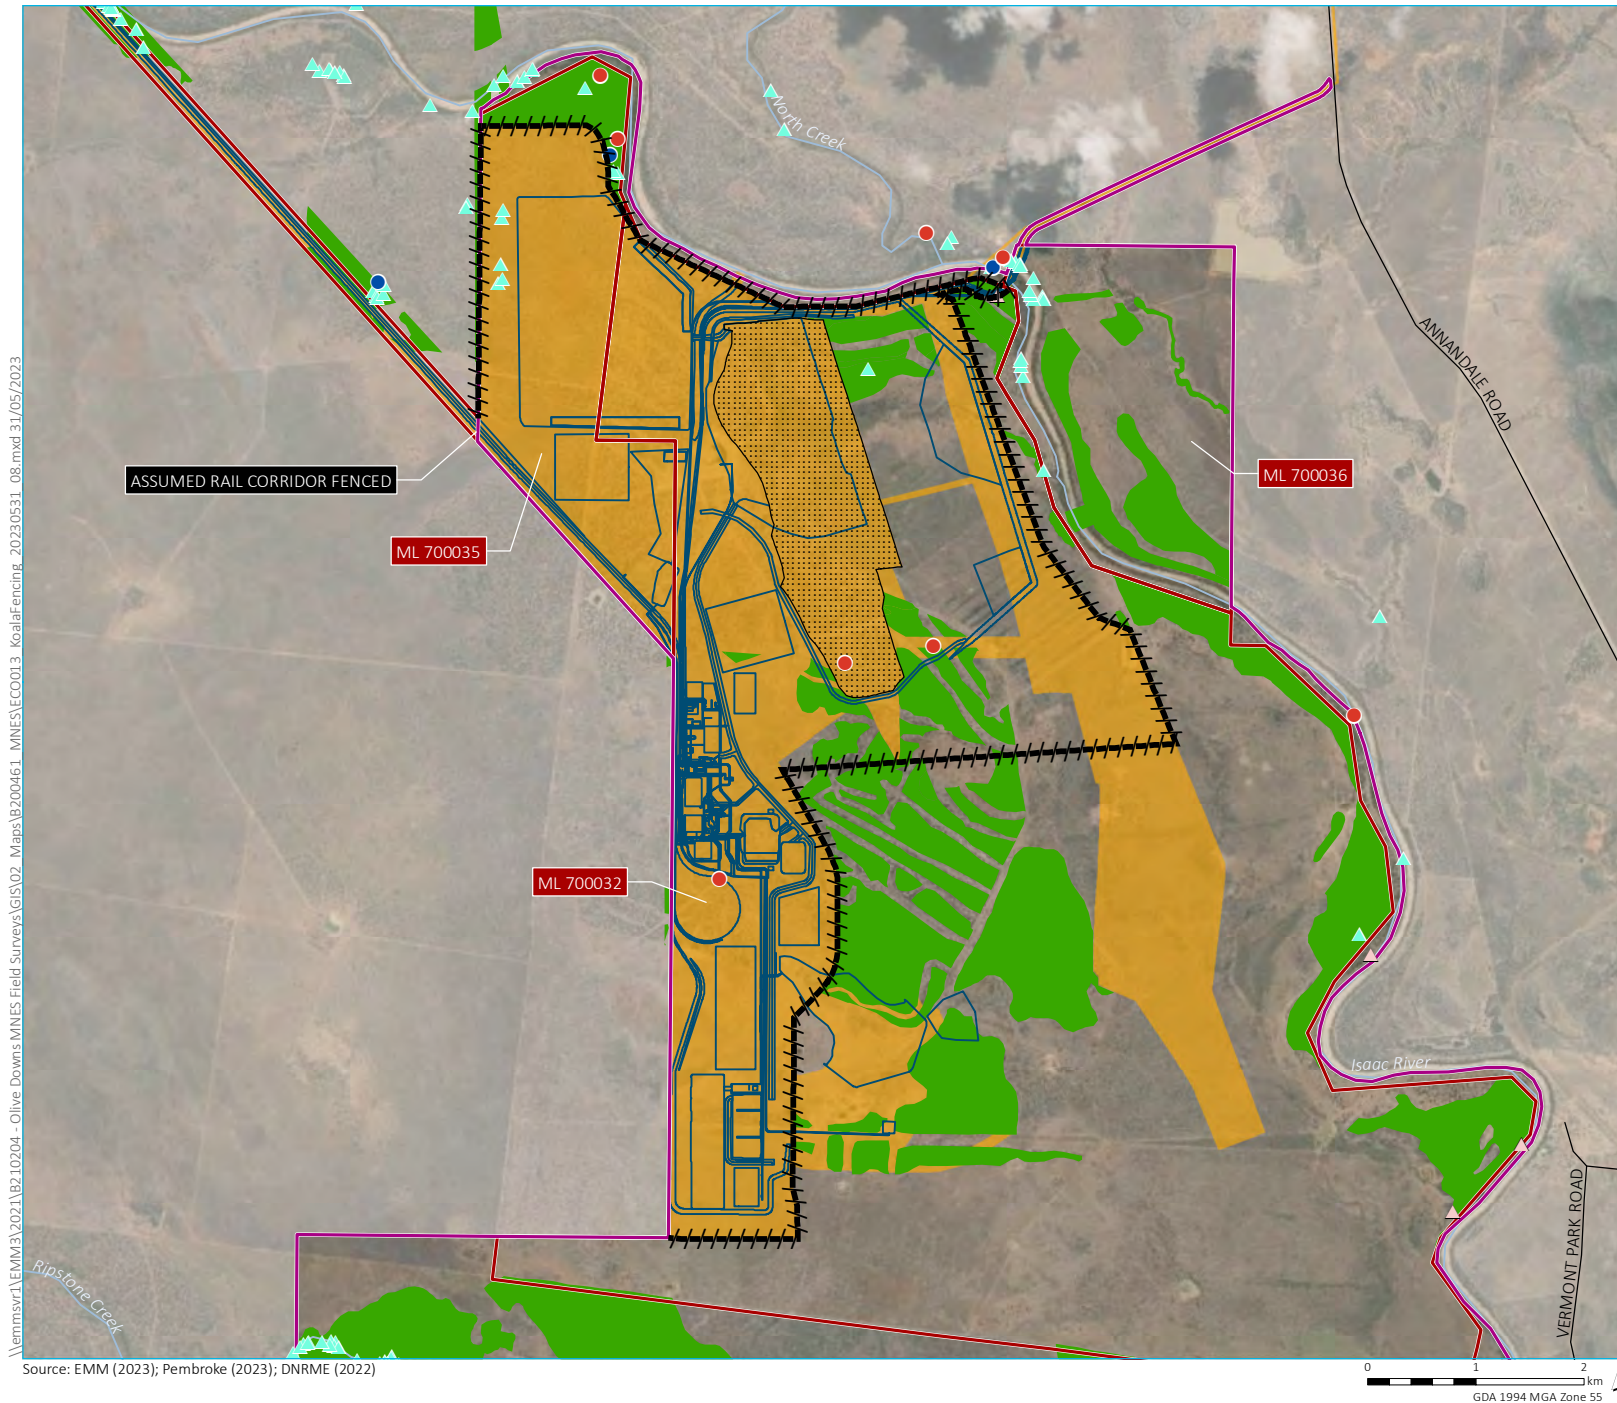 North Creek
ANNANDALE ROAD
ASSUMED RAIL CORRIDOR FENCED
ML 700036
ML 700035
ML 700032
Isaac River
VERMONT PARK ROAD
Ripstone Creek
\\emmsvr1\EMM3\2021\B210204 - Olive Downs MNES Field Surveys\GIS\02_Maps\B200461_MNES\ECO013_KoalaFencing_20230531_08.mxd 31/05/2023
Source: EMM (2023); Pembroke (2023); DNRME (2022)
0 1 2
km
GDA 1994 MGA Zone 55